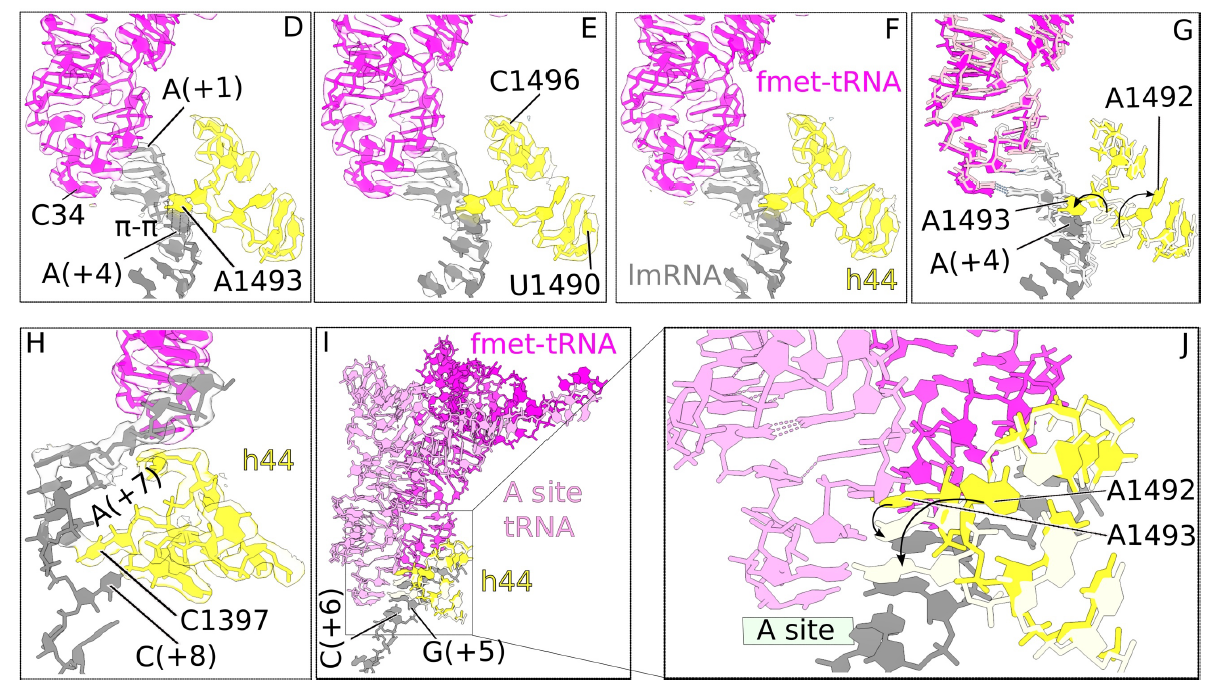 D
A(+1)
C34
π-π
A(+4)
A1493
E
C1496
U1490
lmRNA
F
fmet-tRNA
h44
G
A1492
A1493
A(+4)
H
h44
A(+7)
C1397
C(+8)
I
fmet-tRNA
A site
tRNA
h44
C(+6)
G(+5)
J
A1492
A1493
A site